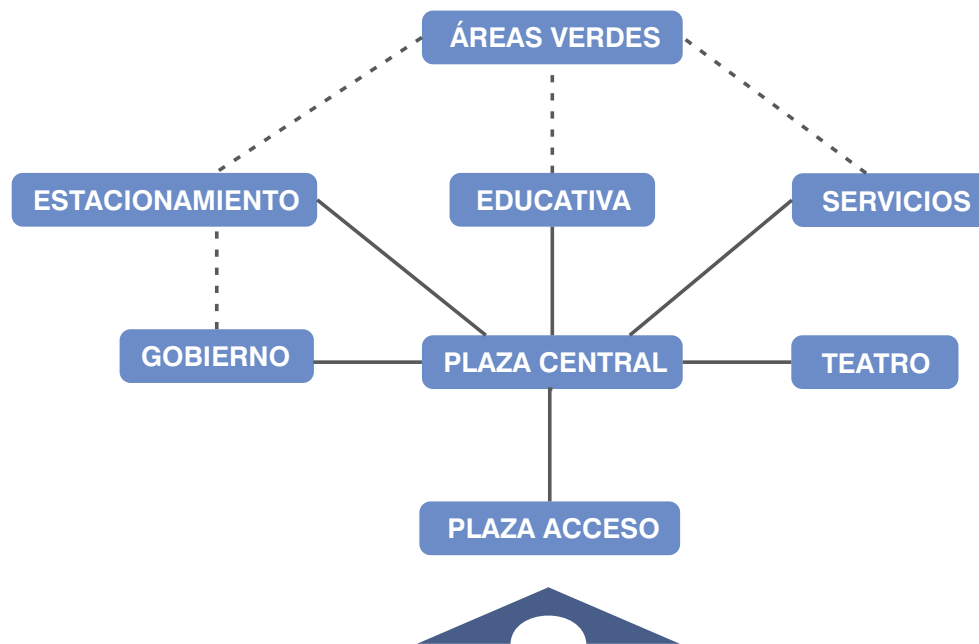 ÁREAS VERDES
ESTACIONAMIENTO
EDUCATIVA
SERVICIOS
GOBIERNO
PLAZA CENTRAL
TEATRO
PLAZA ACCESO